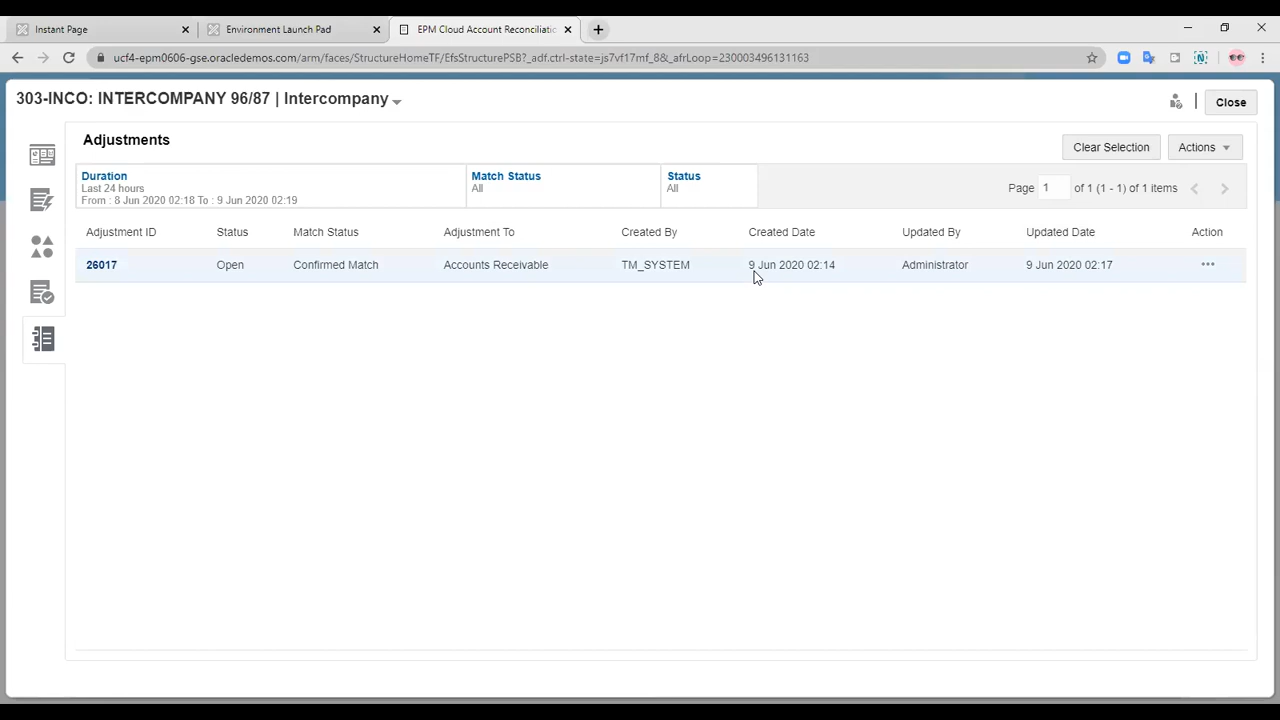 Instant Page
Environment Launch Pad
EPM Cloud Account Reconciliatio
ucf4-epm0606-gse.oracledemos.com/arm/faces/StructureHomeTF/EfsStructurePSB?_adf.ctrl-state=js7vf17mf_8&_afrLoop=230003496131163
303-INCO: INTERCOMPANY 96/87 | Intercompany
Close
Adjustments
Clear Selection
Actions
Duration
Last 24 hours
From : 8 Jun 2020 02:18 To : 9 Jun 2020 02:19
Match Status
All
Status
All
Page 1 of 1 (1 - 1) of 1 items
Adjustment ID Status Match Status Adjustment To Created By Created Date Updated By Updated Date Action
26017 Open Confirmed Match Accounts Receivable TM_SYSTEM 9 Jun 2020 02:14 Administrator 9 Jun 2020 02:17